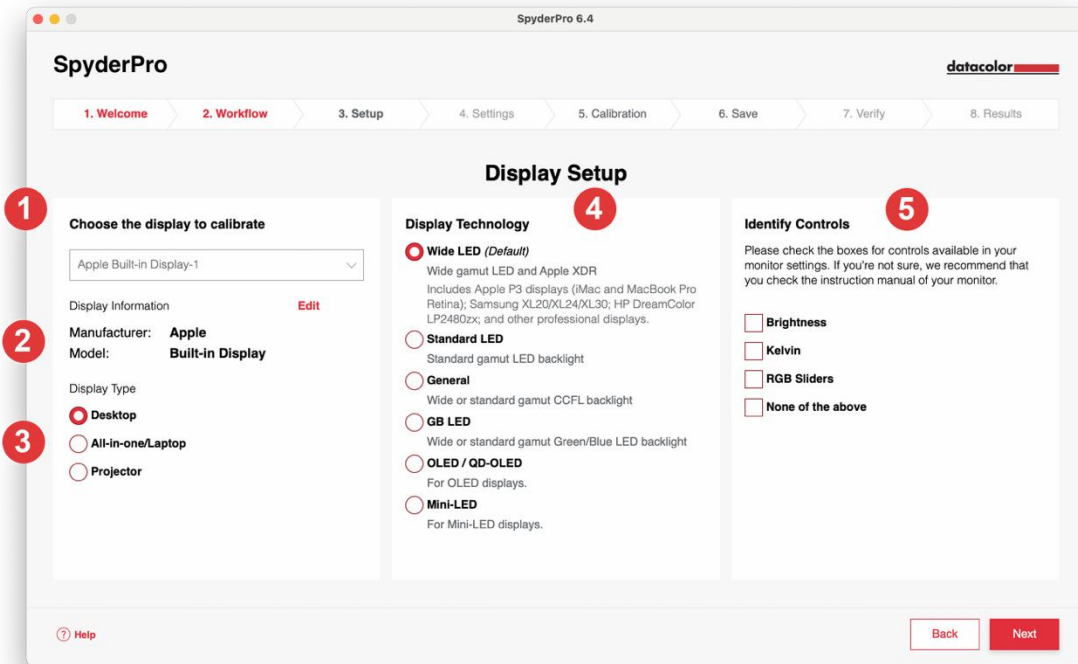 SpyderPro 6.4
SpyderPro
datacolor
1. Welcome
2. Workflow
3. Setup
4. Settings
5. Calibration
6. Save
7. Verify
8. Results
Display Setup
1
Choose the display to calibrate
Apple Built-in Display-1
Display Information
Edit
2
Manufacturer: Apple
Model: Built-in Display
Display Type
Desktop
3
All-in-one/Laptop
Projector
4
Display Technology
Wide LED (Default)
Wide gamut LED and Apple XDR
Includes Apple P3 displays (iMac and MacBook Pro
Retina); Samsung XL20/XL24/XL30; HP DreamColor
LP2480zx; and other professional displays.
Standard LED
Standard gamut LED backlight
General
Wide or standard gamut CCFL backlight
GB LED
Wide or standard gamut Green/Blue LED backlight
OLED / QD-OLED
For OLED displays.
Mini-LED
For Mini-LED displays.
5
Identify Controls
Please check the boxes for controls available in your
monitor settings. If you're not sure, we recommend that
you check the instruction manual of your monitor.
Brightness
Kelvin
RGB Sliders
None of the above
? Help
Back
Next